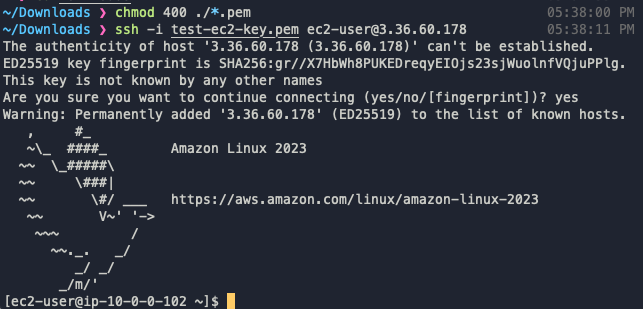 ~/Downloads ❯ chmod 400 ./*.pem 05:38:00 PM
~/Downloads ❯ ssh -i test-ec2-key.pem ec2-user@3.36.60.178 05:38:11 PM
The authenticity of host '3.36.60.178 (3.36.60.178)' can't be established.
ED25519 key fingerprint is SHA256:gr//X7HbWh8PUKEDreqyEIOjs23sjWuolnfVQjuPPlg.
This key is not known by any other names
Are you sure you want to continue connecting (yes/no/[fingerprint])? yes
Warning: Permanently added '3.36.60.178' (ED25519) to the list of known hosts.
   ,     #_
   ~\_  ####_        Amazon Linux 2023
  ~~  \_#####\
  ~~     \###|
  ~~       \#/ ___   https://aws.amazon.com/linux/amazon-linux-2023
   ~~       V~' '->
    ~~~         /
      ~~._.   _/
         _/ _/
       _/m/'
[ec2-user@ip-10-0-0-102 ~]$